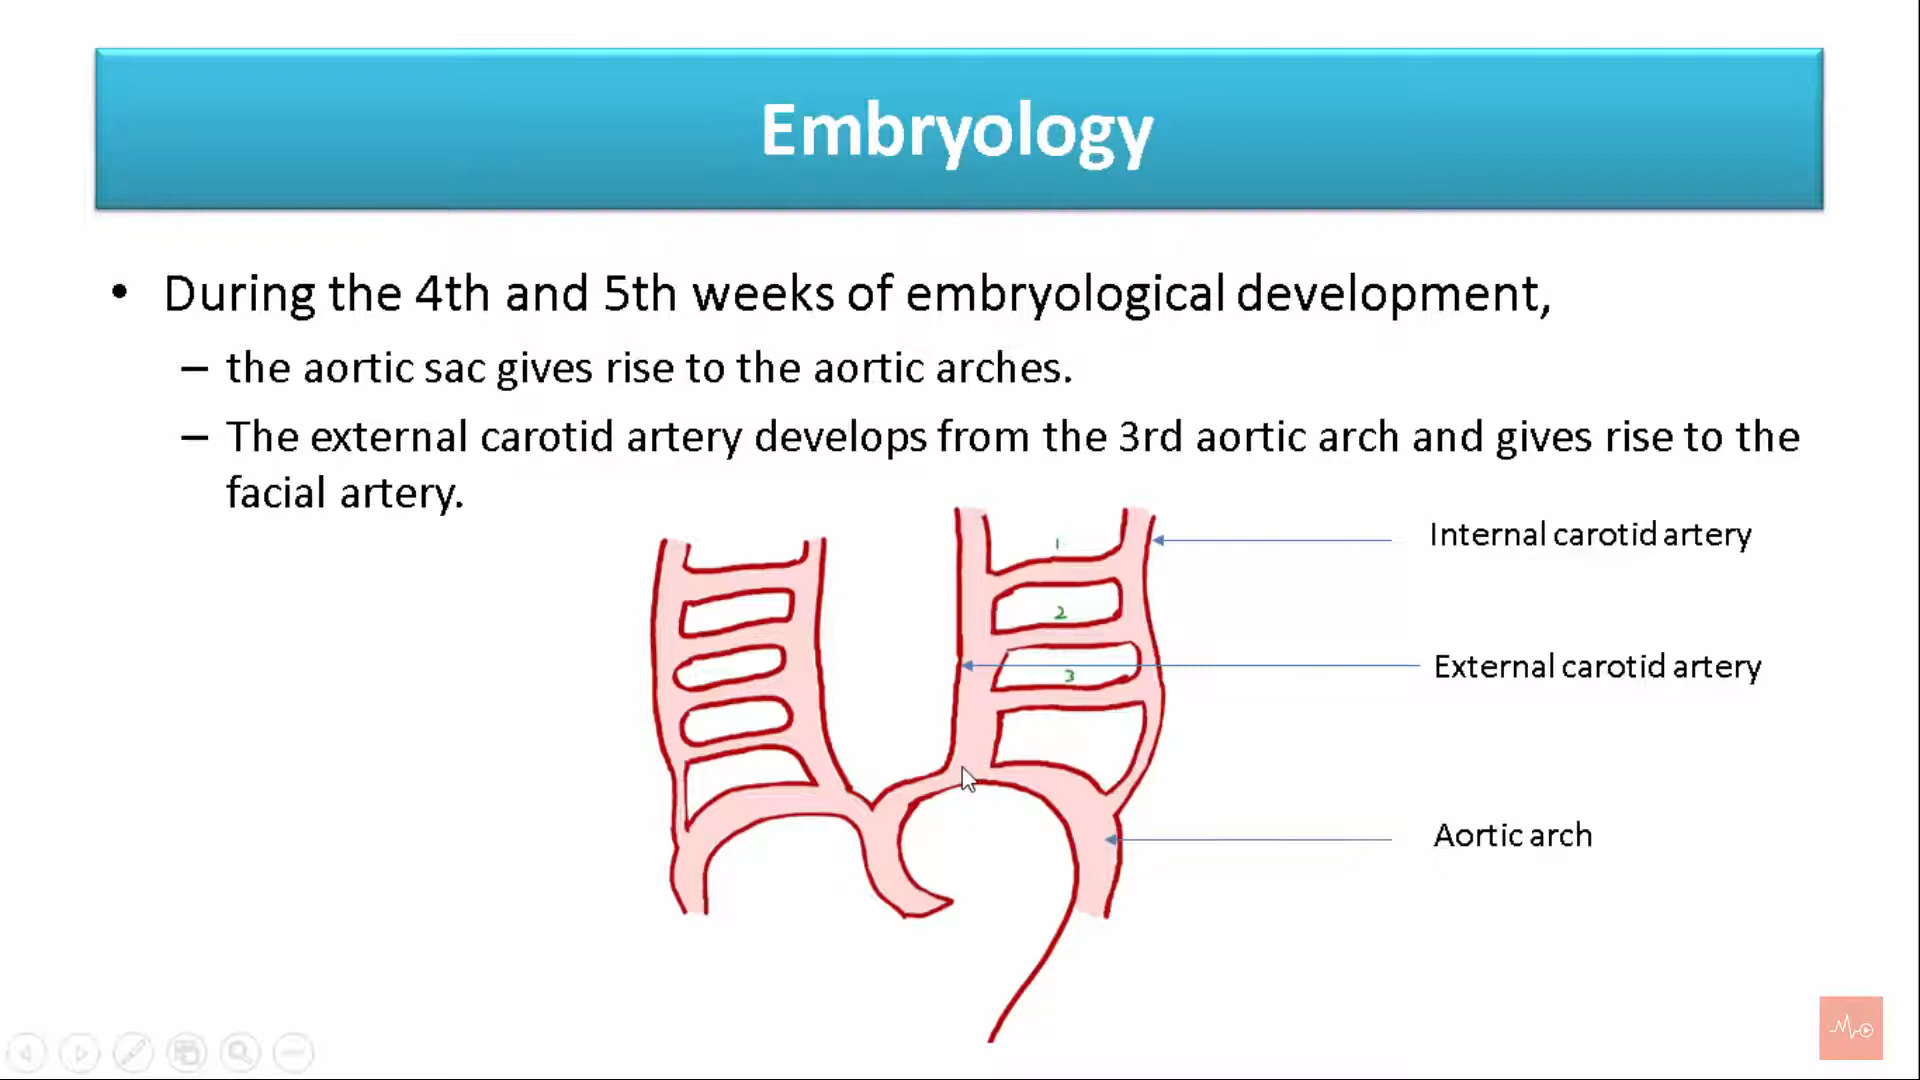 Embryology
• During the 4th and 5th weeks of embryological development,
– the aortic sac gives rise to the aortic arches.
– The external carotid artery develops from the 3rd aortic arch and gives rise to the
facial artery.
Internal carotid artery
1
2
External carotid artery
3
Aortic arch